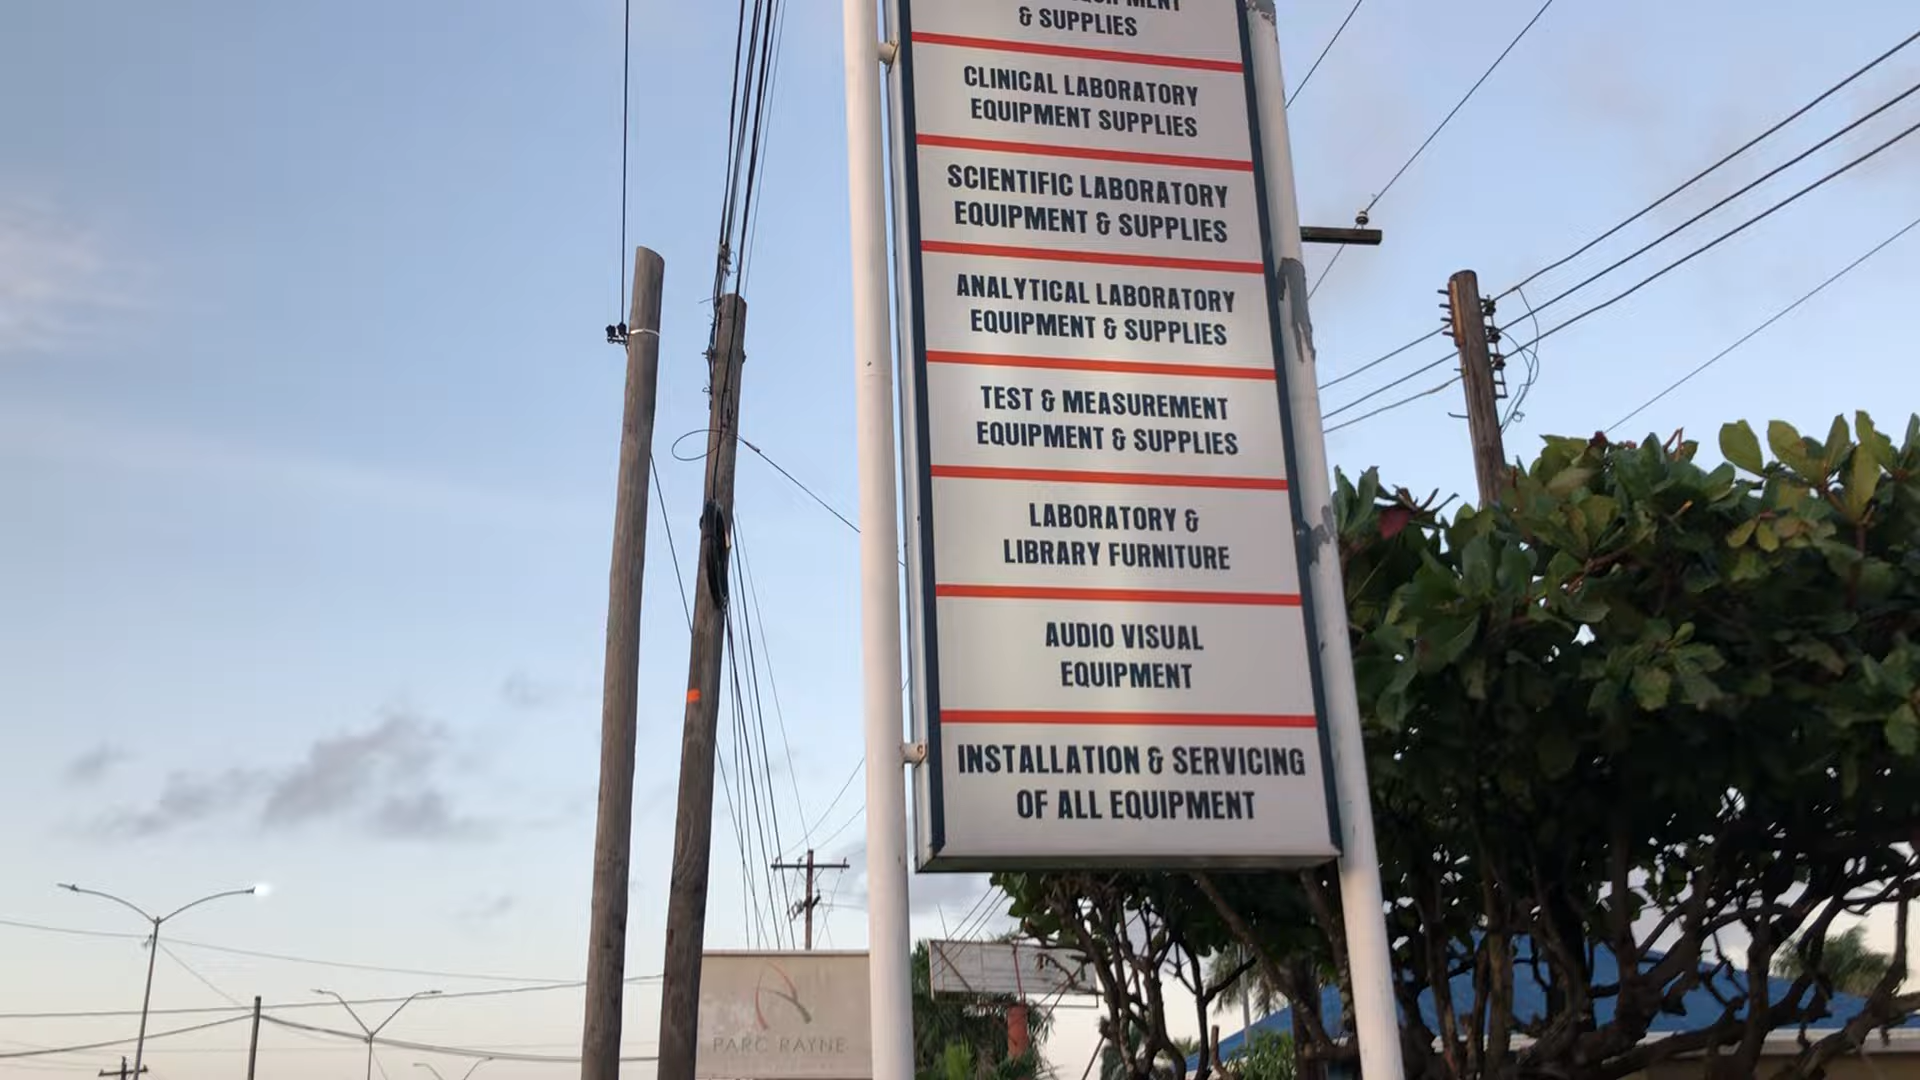 EQUIPMENT
& SUPPLIES
CLINICAL LABORATORY
EQUIPMENT SUPPLIES
SCIENTIFIC LABORATORY
EQUIPMENT & SUPPLIES
ANALYTICAL LABORATORY
EQUIPMENT & SUPPLIES
TEST & MEASUREMENT
EQUIPMENT & SUPPLIES
LABORATORY &
LIBRARY FURNITURE
AUDIO VISUAL
EQUIPMENT
INSTALLATION & SERVICING
OF ALL EQUIPMENT
PARC RAYNE